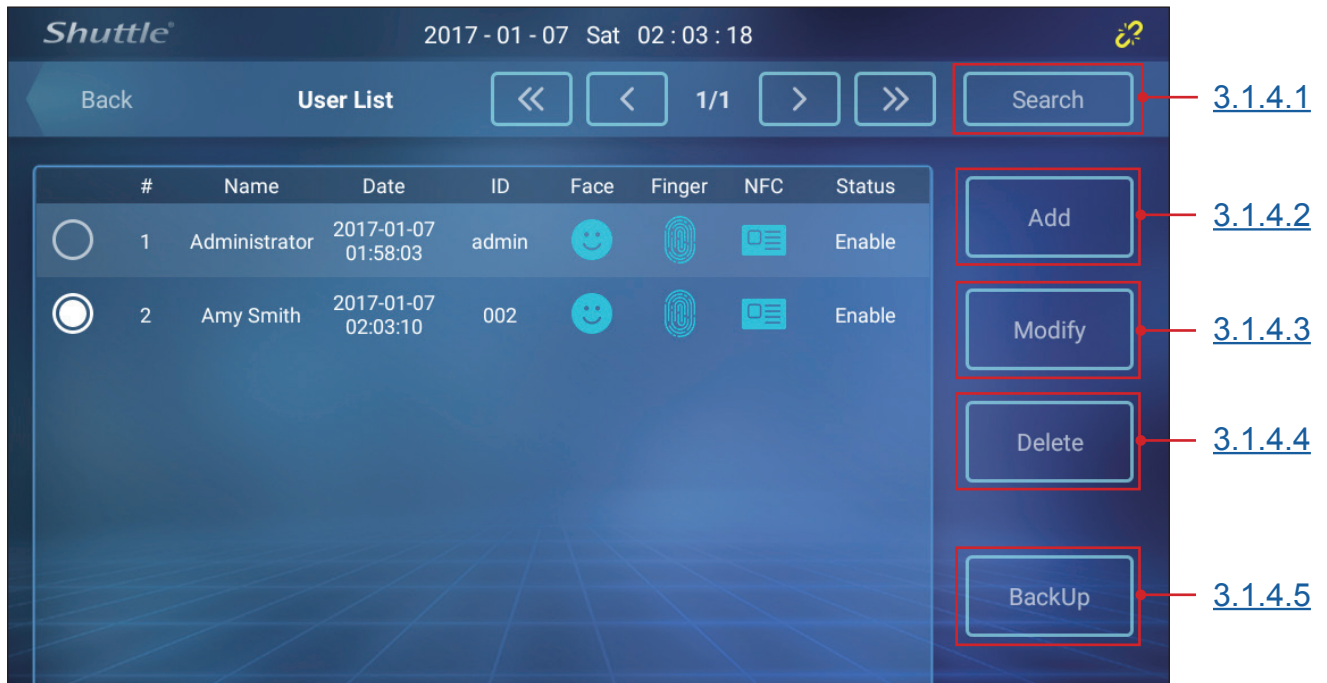 Shuttle® 2017 - 01 - 07 Sat 02 : 03 : 18
Back User List << < 1/1 > >> Search 3.1.4.1
# Name Date ID Face Finger NFC Status
1 Administrator 2017-01-07 01:58:03 admin Enable
2 Amy Smith 2017-01-07 02:03:10 002 Enable
Add 3.1.4.2
Modify 3.1.4.3
Delete 3.1.4.4
BackUp 3.1.4.5